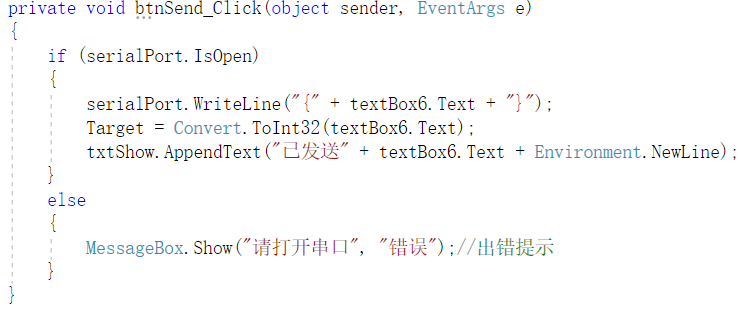 private void btnSend_Click(object sender, EventArgs e)
{
    if (serialPort.IsOpen)
    {
        serialPort.WriteLine("{" + textBox6.Text + "}");
        Target = Convert.ToInt32(textBox6.Text);
        txtShow.AppendText("已发送" + textBox6.Text + Environment.NewLine);
    }
    else
    {
        MessageBox.Show("请打开串口", "错误");//出错提示
    }
}